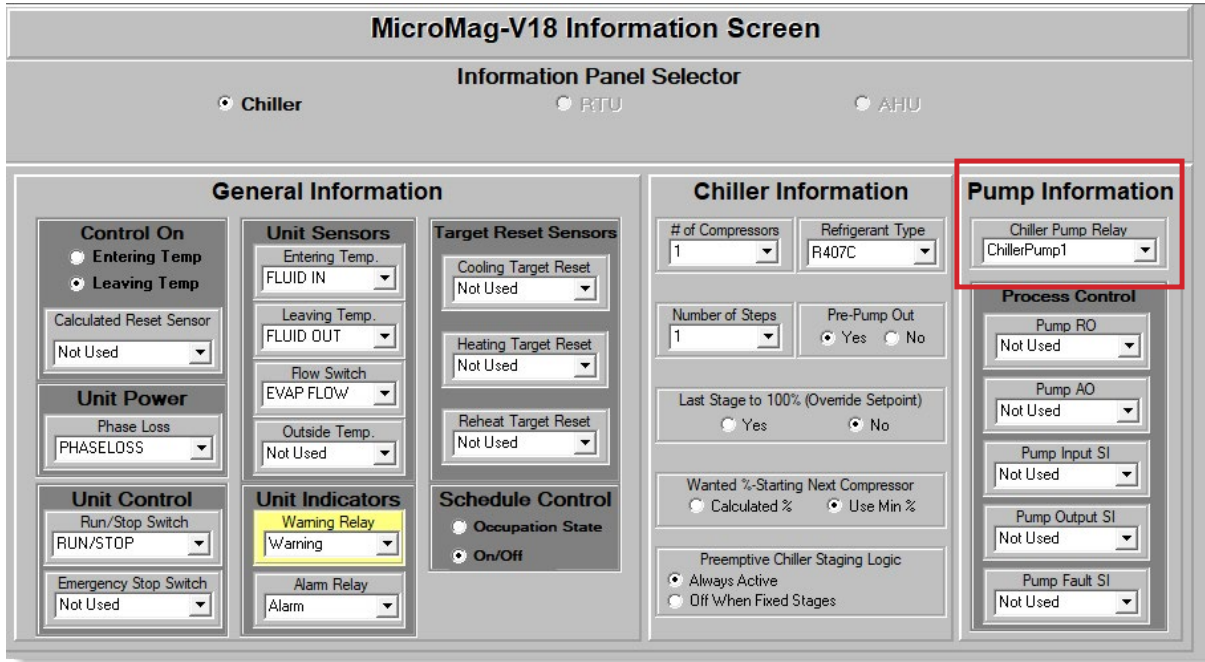 MicroMag-V18 Information Screen
Information Panel Selector
Chiller
RTU
AHU
General Information
Control On
Entering Temp
Leaving Temp
Calculated Reset Sensor
Not Used
Unit Power
Phase Loss
PHASELOSS
Unit Control
Run/Stop Switch
RUN/STOP
Emergency Stop Switch
Not Used
Unit Sensors
Entering Temp.
FLUID IN
Leaving Temp.
FLUID OUT
Flow Switch
EVAP FLOW
Outside Temp.
Not Used
Unit Indicators
Warning Relay
Warning
Alarm Relay
Alarm
Target Reset Sensors
Cooling Target Reset
Not Used
Heating Target Reset
Not Used
Reheat Target Reset
Not Used
Schedule Control
Occupation State
On/Off
Chiller Information
# of Compressors
1
Refrigerant Type
R407C
Number of Steps
1
Pre-Pump Out
Yes No
Last Stage to 100% (Override Setpoint)
Yes No
Wanted %-Starting Next Compressor
Calculated % Use Min %
Preemptive Chiller Staging Logic
Always Active
Off When Fixed Stages
Pump Information
Chiller Pump Relay
ChillerPump1
Process Control
Pump RO
Not Used
Pump AO
Not Used
Pump Input SI
Not Used
Pump Output SI
Not Used
Pump Fault SI
Not Used